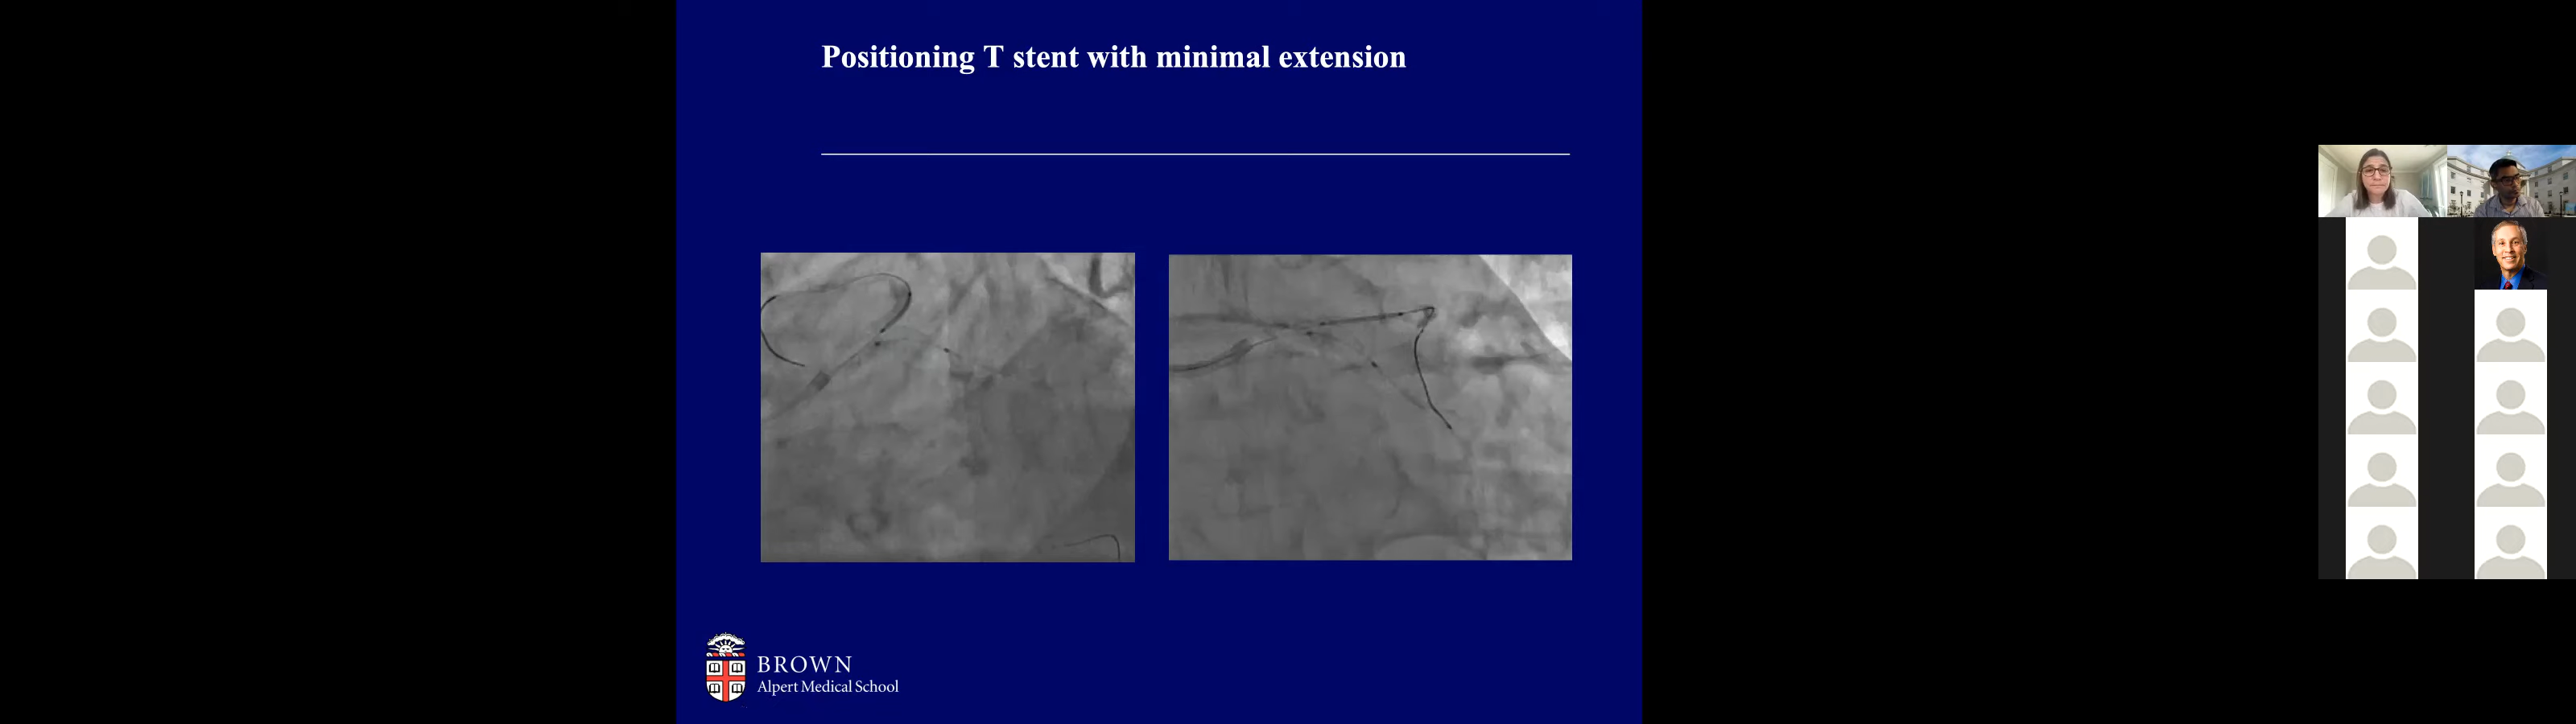 Positioning T stent with minimal extension
BROWN
Alpert Medical School